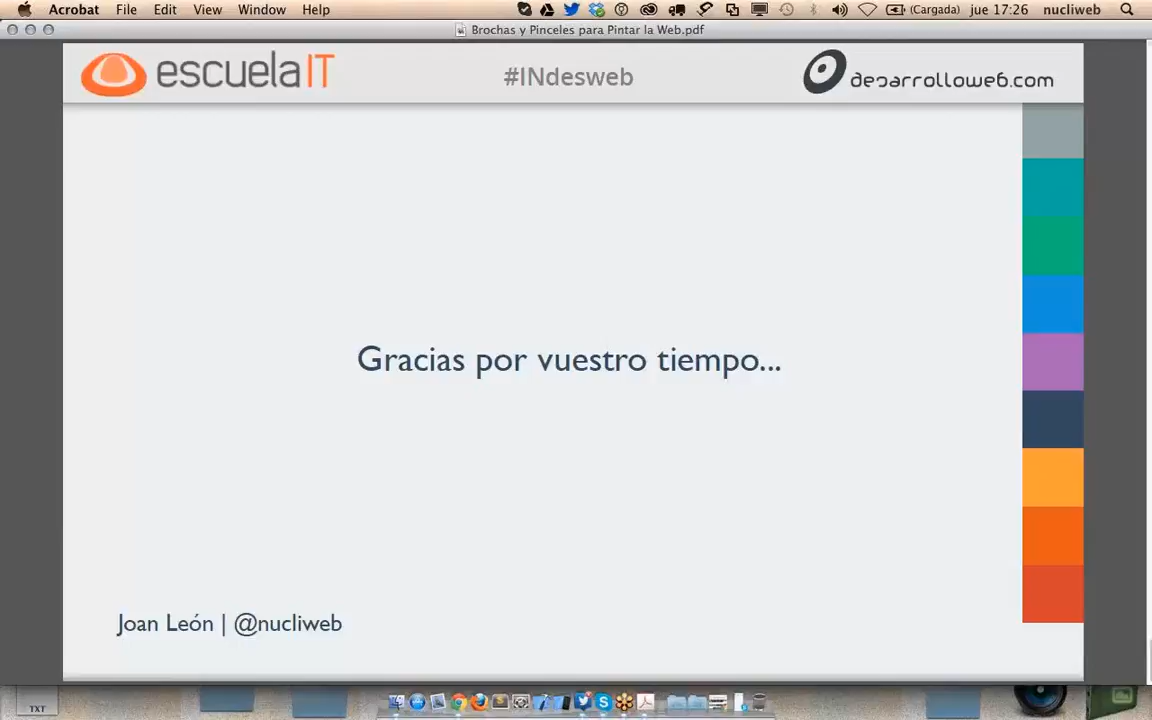 Acrobat File Edit View Window Help (Cargada) jue 17:26 nucliweb
Brochas y Pinceles para Pintar la Web.pdf
escuelaIT #INdesweb desarrolloweb.com
Gracias por vuestro tiempo...
Joan León | @nucliweb
TXT